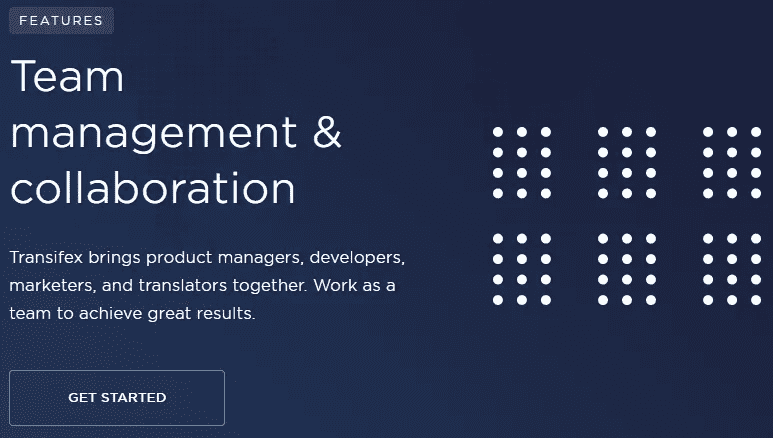 FEATURES
Team
management &
collaboration
Transifex brings product managers, developers,
marketers, and translators together. Work as a
team to achieve great results.
GET STARTED